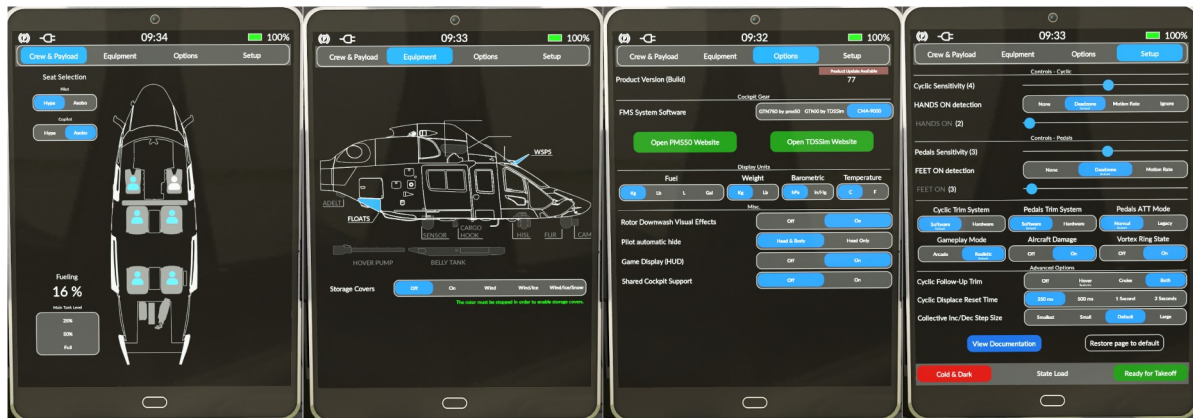 09:34
100%
Crew & Payload Equipment Options Setup
Seat Selection
Pilot
Hype Asobo
Copilot
Hype Asobo
Fueling
16 %
Main Tank Level
25%
50%
Full
09:33
100%
Crew & Payload Equipment Options Setup
WSPS
ADELT
FLOATS
SENSOR
CARGO
HOOK
HISL
FLIR
CAM
HOVER PUMP
BELLY TANK
Storage Covers Off On Wind Wind/Ice Wind/Ice/Snow
The rotor must be stopped in order to enable storage covers.
09:32
100%
Crew & Payload Equipment Options Setup
Product Update Available
Product Version (Build) 77
Cockpit Gear
FMS System Software GTN750 by pms50 GTNXi by TDSSim CMA-9000
Open PMS50 Website Open TDSSim Website
Display Units
Fuel Weight Barometric Temperature
Kg Lb L Gal Kg Lb hPa In/Hg C F
Misc.
Rotor Downwash Visual Effects Off On
Pilot automatic hide Head & Body Head Only
Game Display (HUD) Off On
Shared Cockpit Support Off On
09:33
100%
Crew & Payload Equipment Options Setup
Controls - Cyclic
Cyclic Sensitivity (4)
HANDS ON detection None Deadzone Motion Rate Ignore
Default
HANDS ON (2)
Controls - Pedals
Pedals Sensitivity (3)
FEET ON detection None Deadzone Motion Rate
Default
FEET ON (3)
Cyclic Trim System Pedals Trim System Pedals ATT Mode
Software Hardware Software Hardware Normal Legacy
Default Default Default
Gameplay Mode Aircraft Damage Vortex Ring State
Arcade Realistic Off On Off On
Default
Advanced Options
Cyclic Follow-Up Trim Off Hover Cruise Both
Realistic
Cyclic Displace Reset Time 250 ms 500 ms 1 Second 2 Seconds
Collective Inc/Dec Step Size Smallest Small Default Large
View Documentation Restore page to default
Cold & Dark State Load Ready for Takeoff